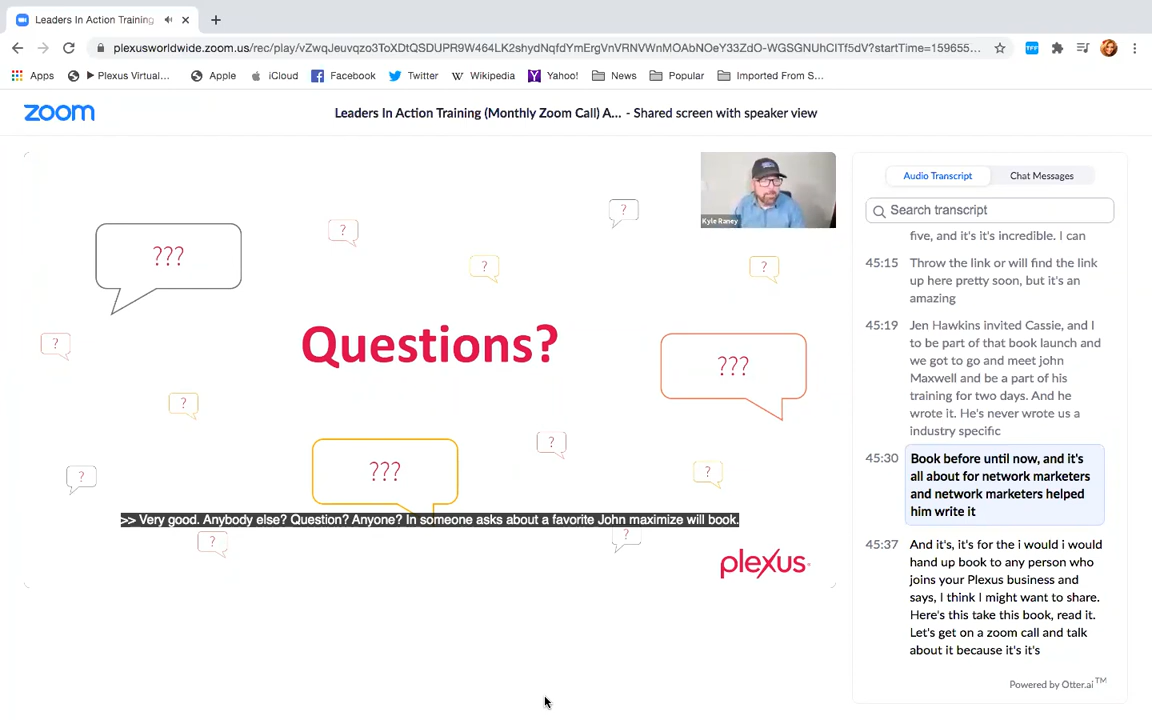 Leaders In Action Training
plexusworldwide.zoom.us/rec/play/vZwqJeuvqzo3ToXDtQSDUPR9W464LK2shydNqfdYmErgVnVRNVWnMOAbNOeY33ZdO-WGSGNUhCITf5dV?startTime=159655...
TFF
Apps
Plexus Virtual...
Apple
iCloud
Facebook
Twitter
W Wikipedia
Y Yahoo!
News
Popular
Imported From S...
zoom
Leaders In Action Training (Monthly Zoom Call) A... - Shared screen with speaker view
Kyle Raney
???
?
?
?
?
?
Questions?
???
?
???
?
?
?
>> Very good. Anybody else? Question? Anyone? In someone asks about a favorite John maximize will book.
?
?
plexus
Audio Transcript
Chat Messages
Search transcript
five, and it's it's incredible. I can
45:15 Throw the link or will find the link
up here pretty soon, but it's an
amazing
45:19 Jen Hawkins invited Cassie, and I
to be part of that book launch and
we got to go and meet john
Maxwell and be a part of his
training for two days. And he
wrote it. He's never wrote us a
industry specific
45:30 Book before until now, and it's
all about for network marketers
and network marketers helped
him write it
45:37 And it's, it's for the i would i would
hand up book to any person who
joins your Plexus business and
says, I think I might want to share.
Here's this take this book, read it.
Let's get on a zoom call and talk
about it because it's it's
Powered by Otter.ai TM